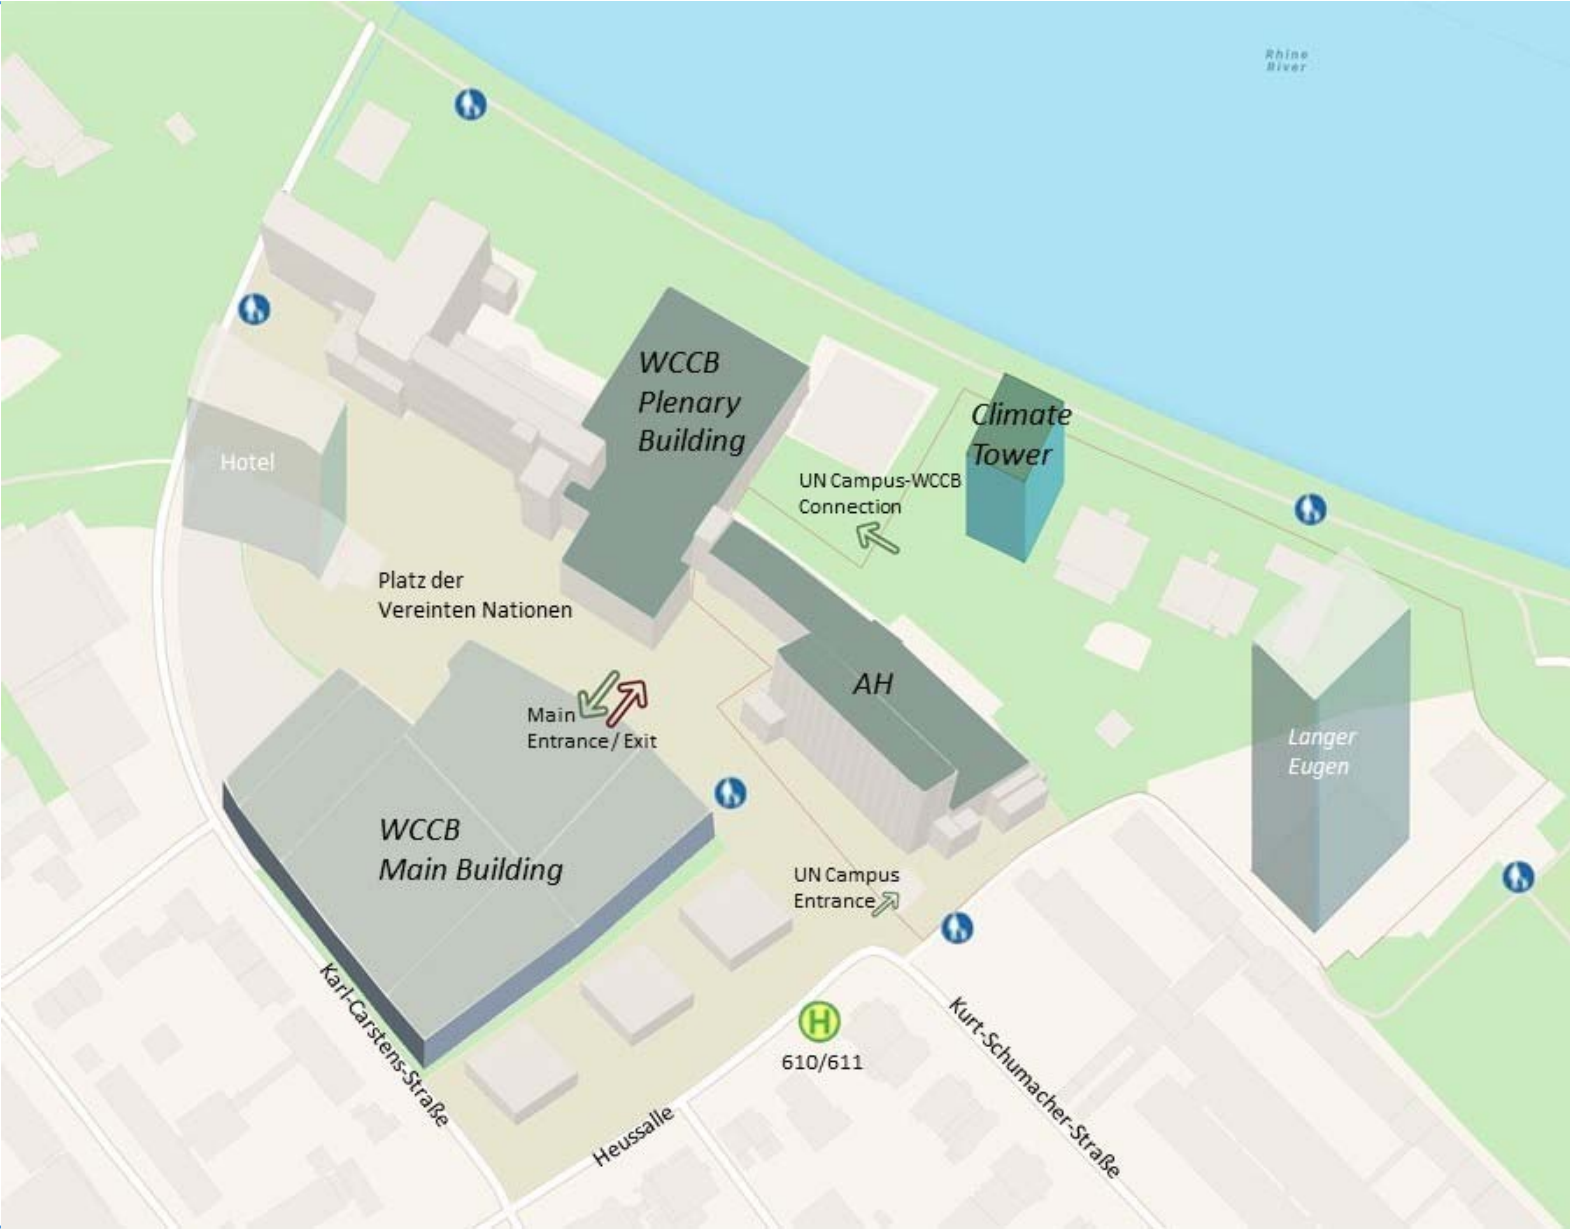 Rhine
River
WCCB
Plenary
Building
Climate
Tower
Hotel
UN Campus-WCCB
Connection
Platz der
Vereinten Nationen
AH
Main
Entrance / Exit
Langer
Eugen
WCCB
Main Building
UN Campus
Entrance
Karl-Carstens-Straße
H
610/611
Kurt-Schumacher-Straße
Heussalle